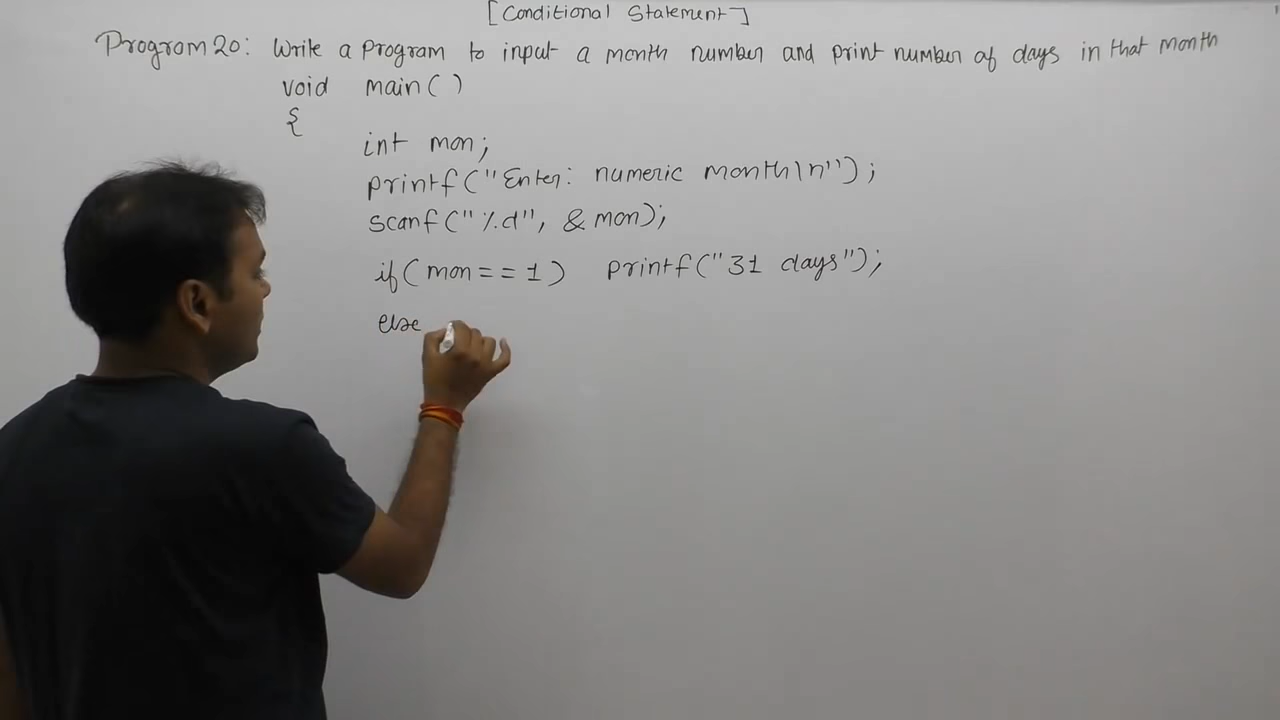 [Conditional Statement]
Program 20: Write a program to input a month number and print number of days in that month
void main( )
{
int mon;
printf("Enter: numeric month\n");
scanf("%d", &mon);
if(mon==1) printf("31 days");
else